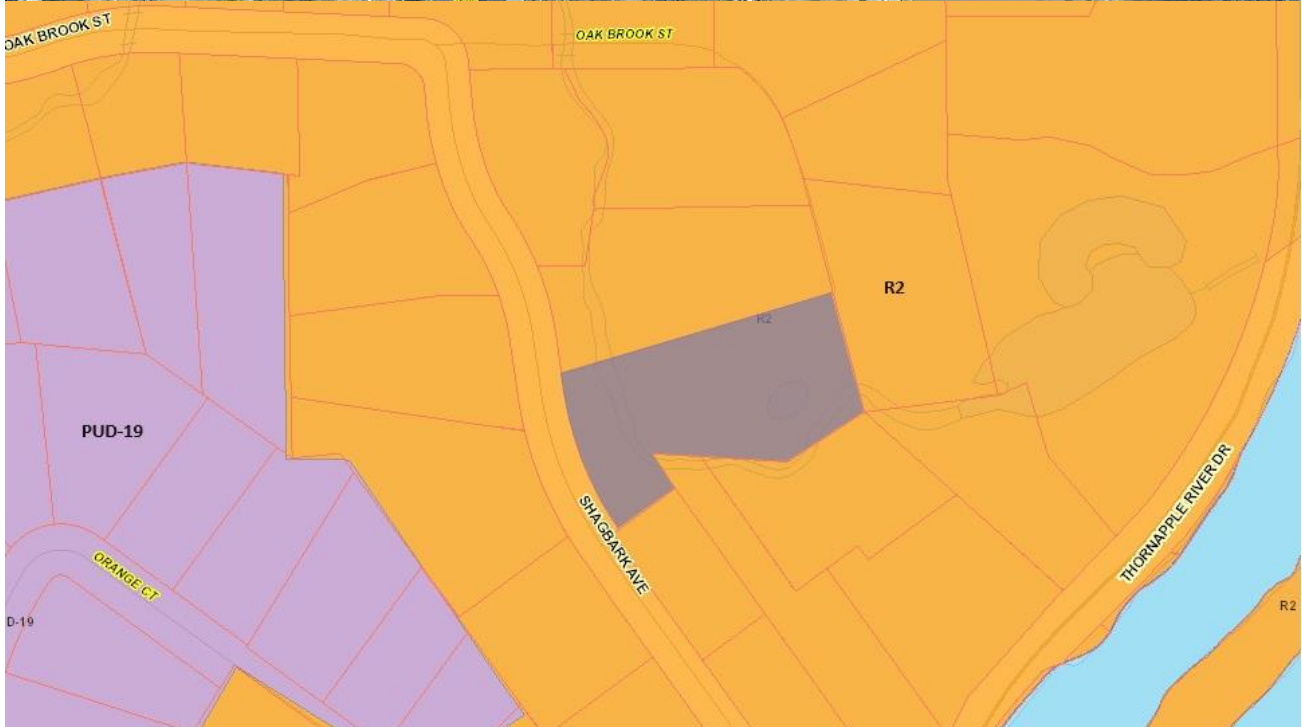 OAK BROOK ST
OAK BROOK ST
R2
R2
PUD-19
SHAGBARK AVE
THORNAPPLE RIVER DR
ORANGE CT
R2
D-19